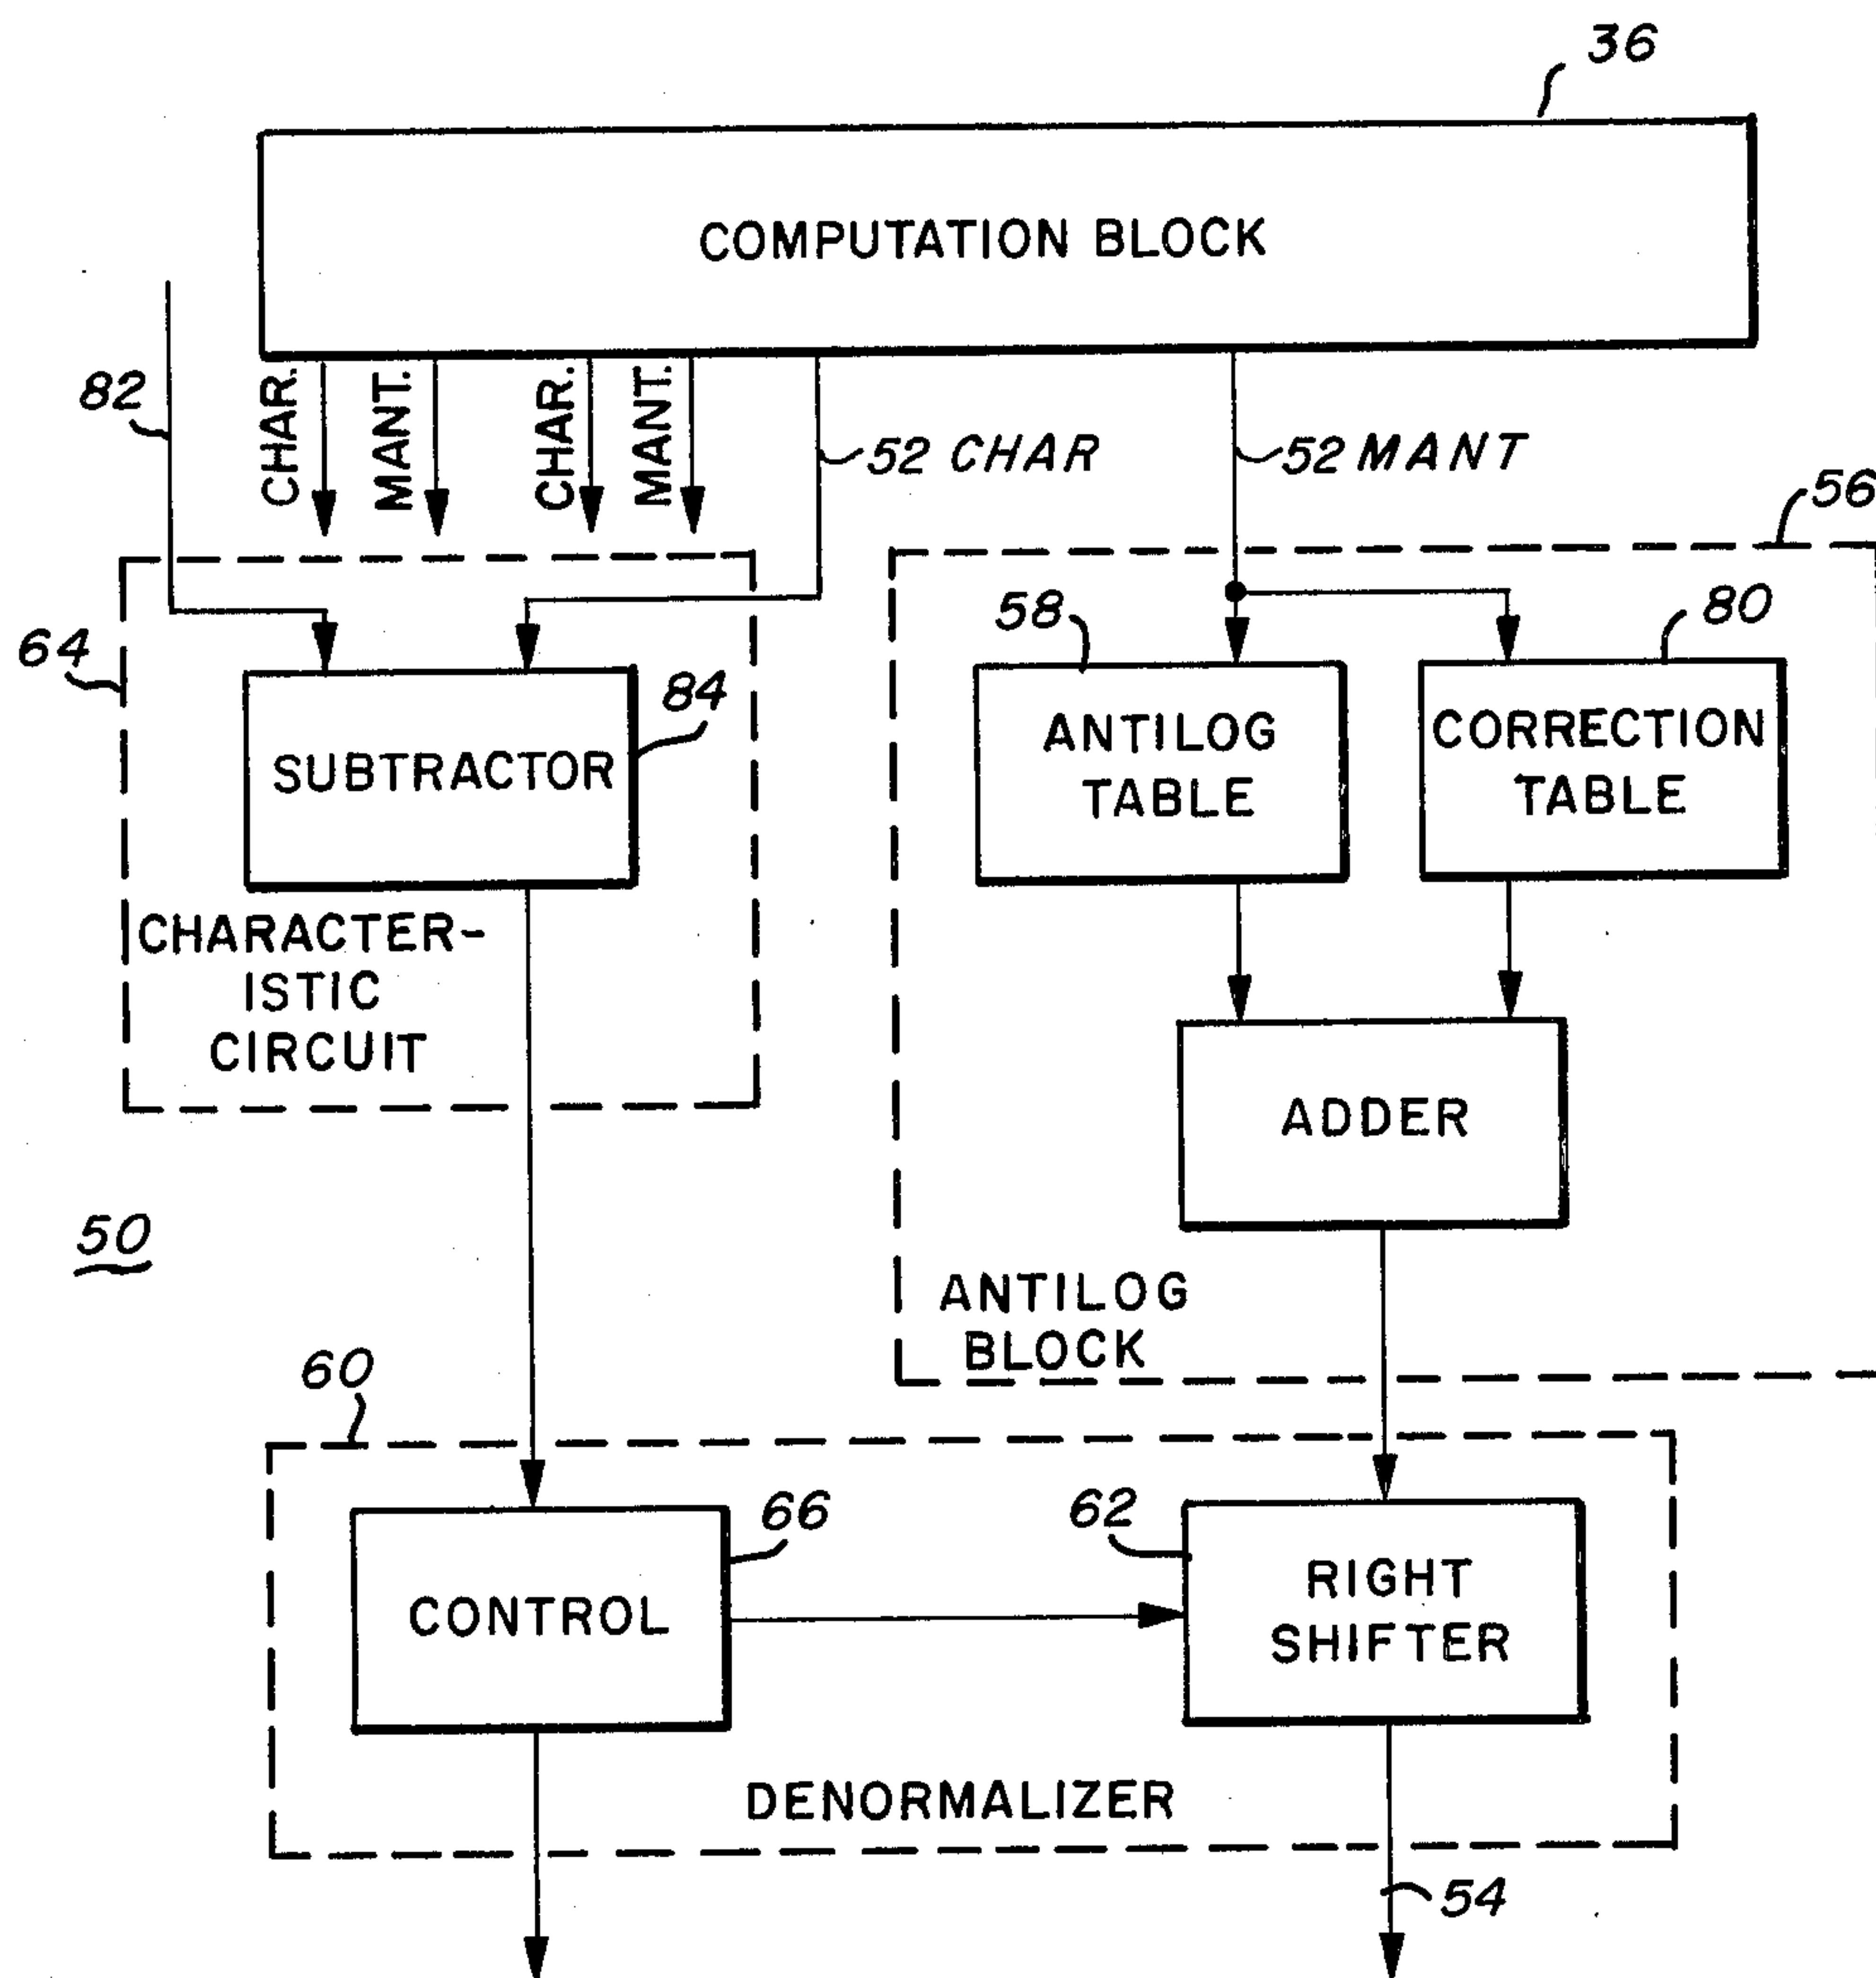 36
COMPUTATION BLOCK
82
CHAR.
MANT.
CHAR.
MANT.
52 CHAR
52 MANT
56
64
58
80
84
SUBTRACTOR
ANTILOG
TABLE
CORRECTION
TABLE
CHARACTER-
ISTIC
CIRCUIT
ADDER
50
ANTILOG
BLOCK
60
66
62
CONTROL
RIGHT
SHIFTER
DENORMALIZER
54